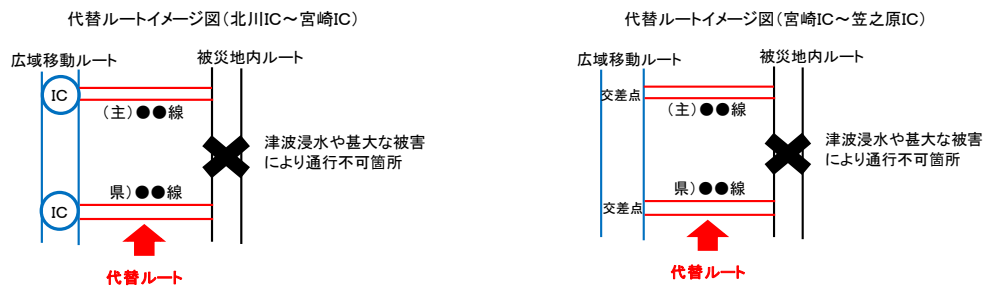 代替ルートイメージ図(北川IC～宮崎IC)
広域移動ルート
被災地内ルート
IC
(主)●●線
津波浸水や甚大な被害
により通行不可箇所
県)●●線
IC
代替ルート
代替ルートイメージ図(宮崎IC～笠之原IC)
広域移動ルート
被災地内ルート
交差点
(主)●●線
津波浸水や甚大な被害
により通行不可箇所
県)●●線
交差点
代替ルート